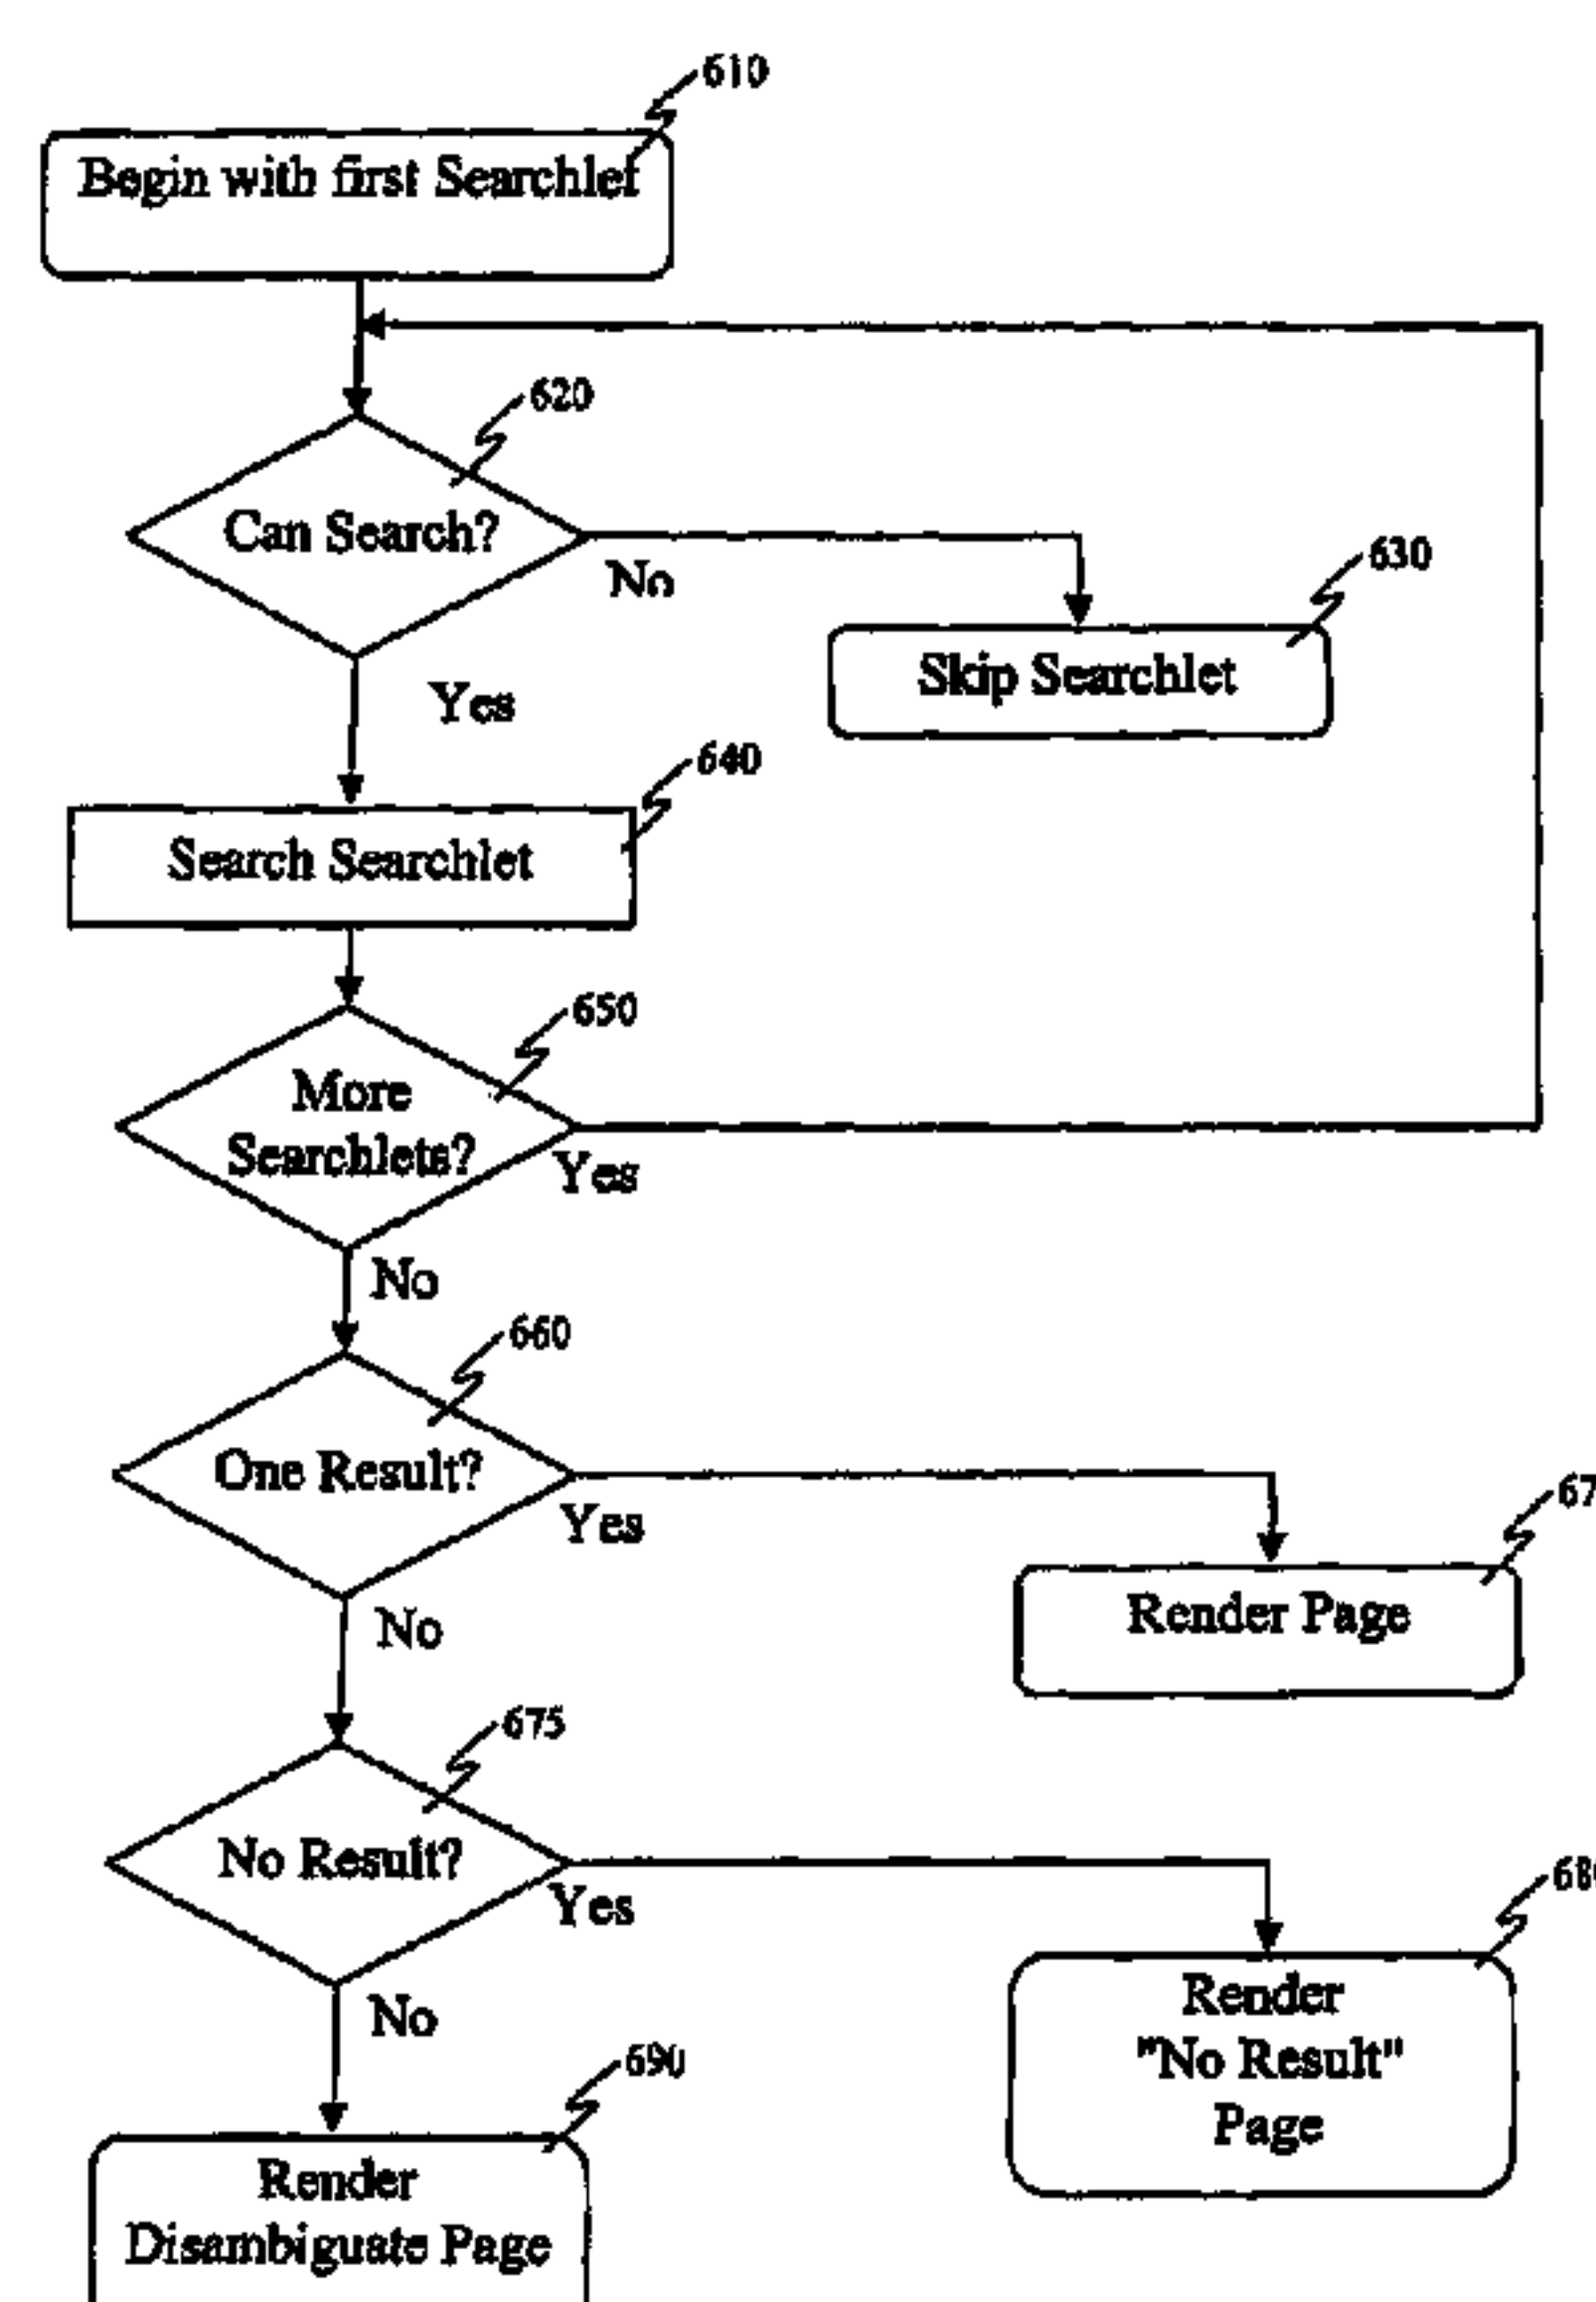 610
Begin with first Searchlet
620
Can Search?
No
630
Skip Searchlet
Yes
640
Search Searchlet
650
More
Searchlets?
Yes
No
660
One Result?
Yes
67
Render Page
No
675
No Result?
Yes
680
Render
"No Result"
Page
No
690
Render
Disambiguate Page